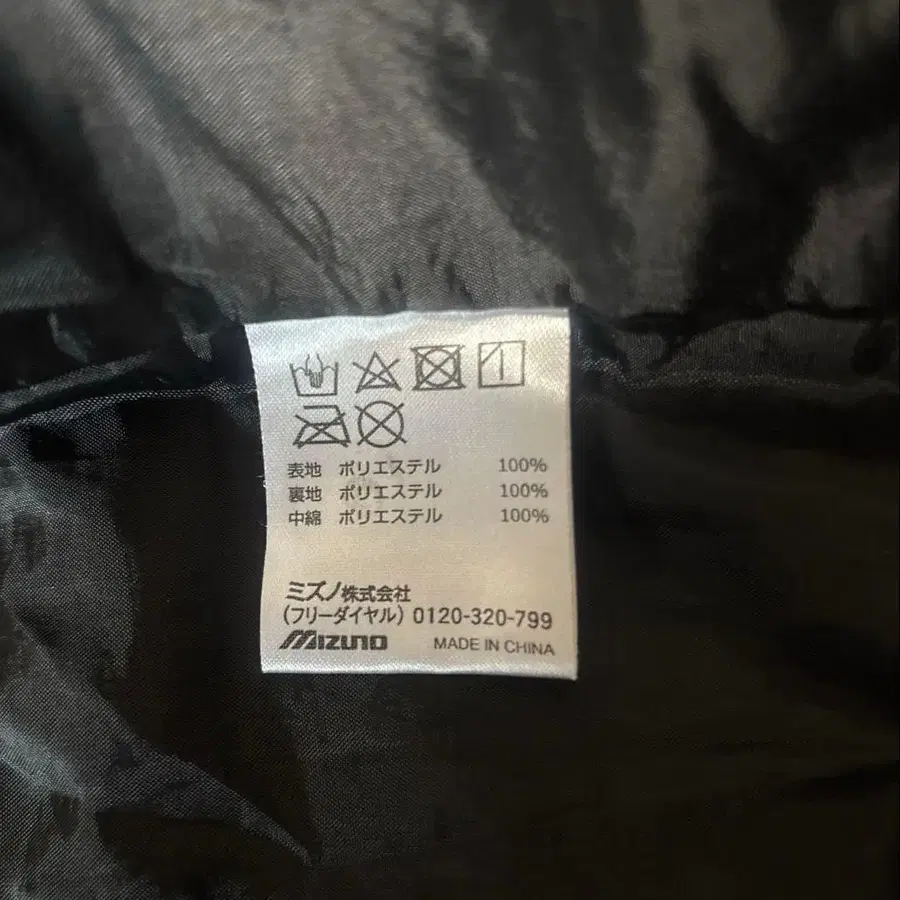 表地 ポリエステル 100%
裏地 ポリエステル 100%
中綿 ポリエステル 100%
ミズノ株式会社
(フリーダイヤル) 0120-320-799
MIZUNO MADE IN CHINA